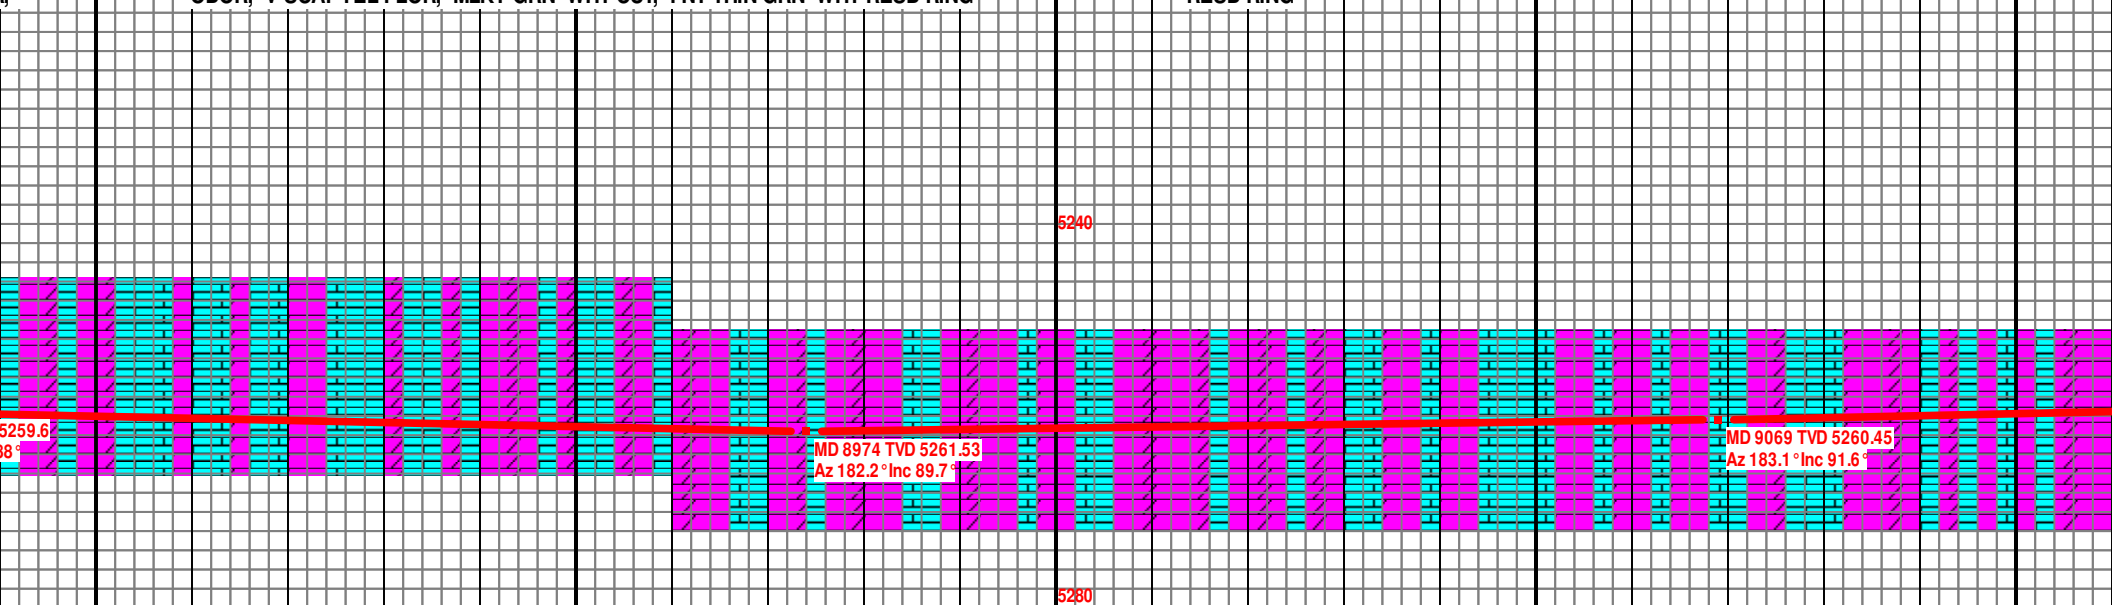 5240
5259.6
88°
MD 8974 TVD 5261.53
Az 182.2° Inc 89.7°
MD 9069 TVD 5260.45
Az 183.1° Inc 91.6°
5280